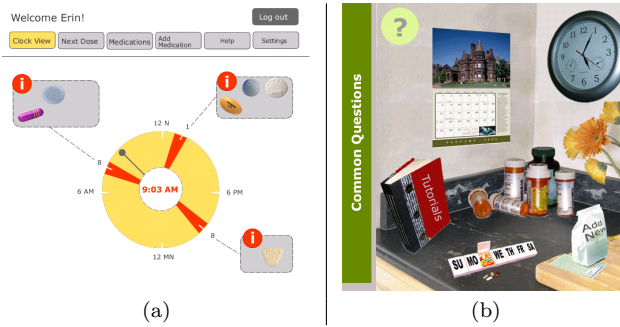 Welcome Erin!
Log out
Clock View
Next Dose
Medications
Add
Medication
Help
Settings
i
i
12 N
1
8
9:03 AM
6 AM
6 PM
8
12 MN
i
(a)
?
Common Questions
Tutorials
SU MO WE TH FR SA
Add
New
(b)